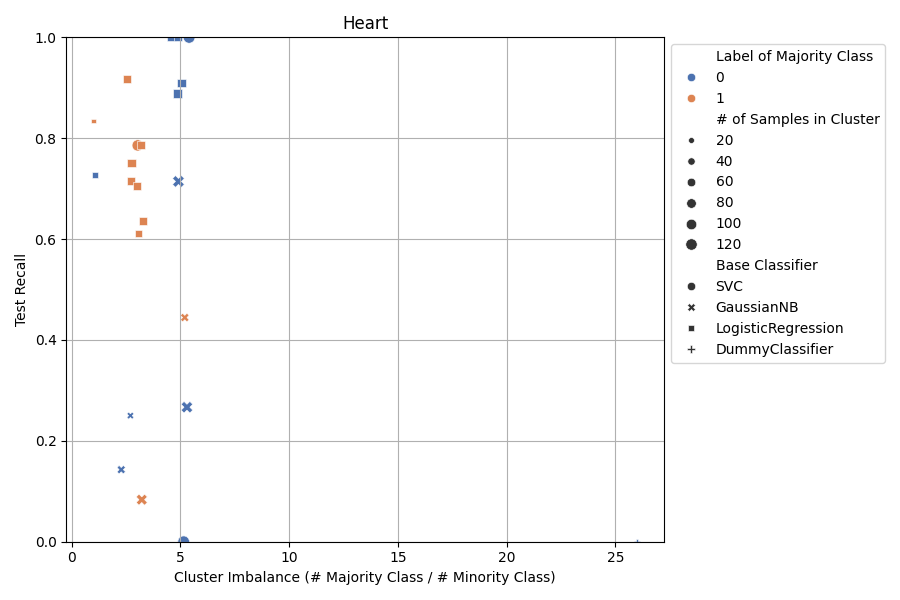 Heart
1.0
0.8
0.6
0.4
0.2
0.0
Test Recall
0
5
10
15
20
25
Cluster Imbalance (# Majority Class / # Minority Class)
Label of Majority Class
0
1
# of Samples in Cluster
20
40
60
80
100
120
Base Classifier
SVC
GaussianNB
LogisticRegression
DummyClassifier